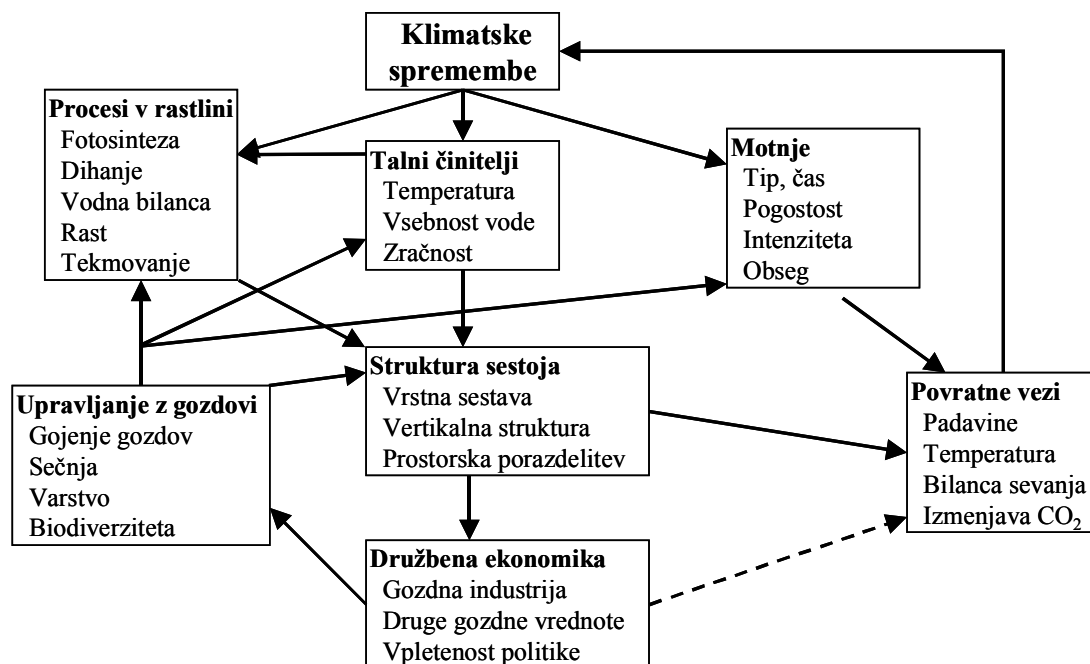 Klimatske
spremembe
Procesi v rastlini
Fotosinteza
Dihanje
Vodna bilanca
Rast
Tekmovanje
Talni činitelji
Temperatura
Vsebnost vode
Zračnost
Motnje
Tip, čas
Pogostost
Intenziteta
Obseg
Upravljanje z gozdovi
Gojenje gozdov
Sečnja
Varstvo
Biodiverziteta
Struktura sestoja
Vrstna sestava
Vertikalna struktura
Prostorska porazdelitev
Povratne vezi
Padavine
Temperatura
Bilanca sevanja
Izmenjava CO₂
Družbena ekonomika
Gozdna industrija
Druge gozdne vrednote
Vpletenost politike